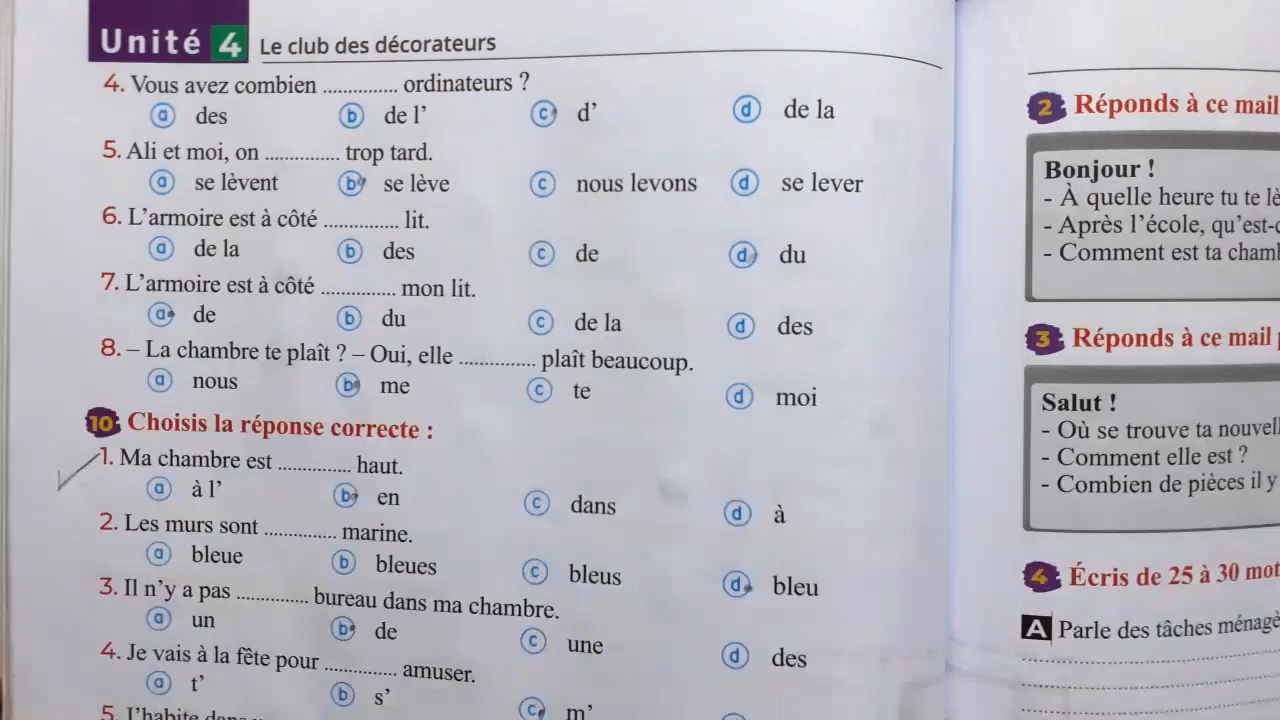 Unité 4 Le club des décorateurs
4. Vous avez combien .............. ordinateurs ?
a des b de l' c d' d de la
5. Ali et moi, on .............. trop tard.
a se lèvent b se lève c nous levons d se lever
6. L'armoire est à côté .............. lit.
a de la b des c de d du
7. L'armoire est à côté .............. mon lit.
a de b du c de la d des
8. – La chambre te plaît ? – Oui, elle .............. plaît beaucoup.
a nous b me c te d moi
10 Choisis la réponse correcte :
1. Ma chambre est .............. haut.
a à l' b en c dans d à
2. Les murs sont .............. marine.
a bleue b bleues c bleus d bleu
3. Il n'y a pas .............. bureau dans ma chambre.
a un b de c une d des
4. Je vais à la fête pour .............. amuser.
a t' b s' c m'
5. J'habite dans
2 Réponds à ce mail
Bonjour !
- À quelle heure tu te lè
- Après l'école, qu'est-c
- Comment est ta cham
3 Réponds à ce mail
Salut !
- Où se trouve ta nouvel
- Comment elle est ?
- Combien de pièces il y
4 Écris de 25 à 30 mot
A Parle des tâches ménagè